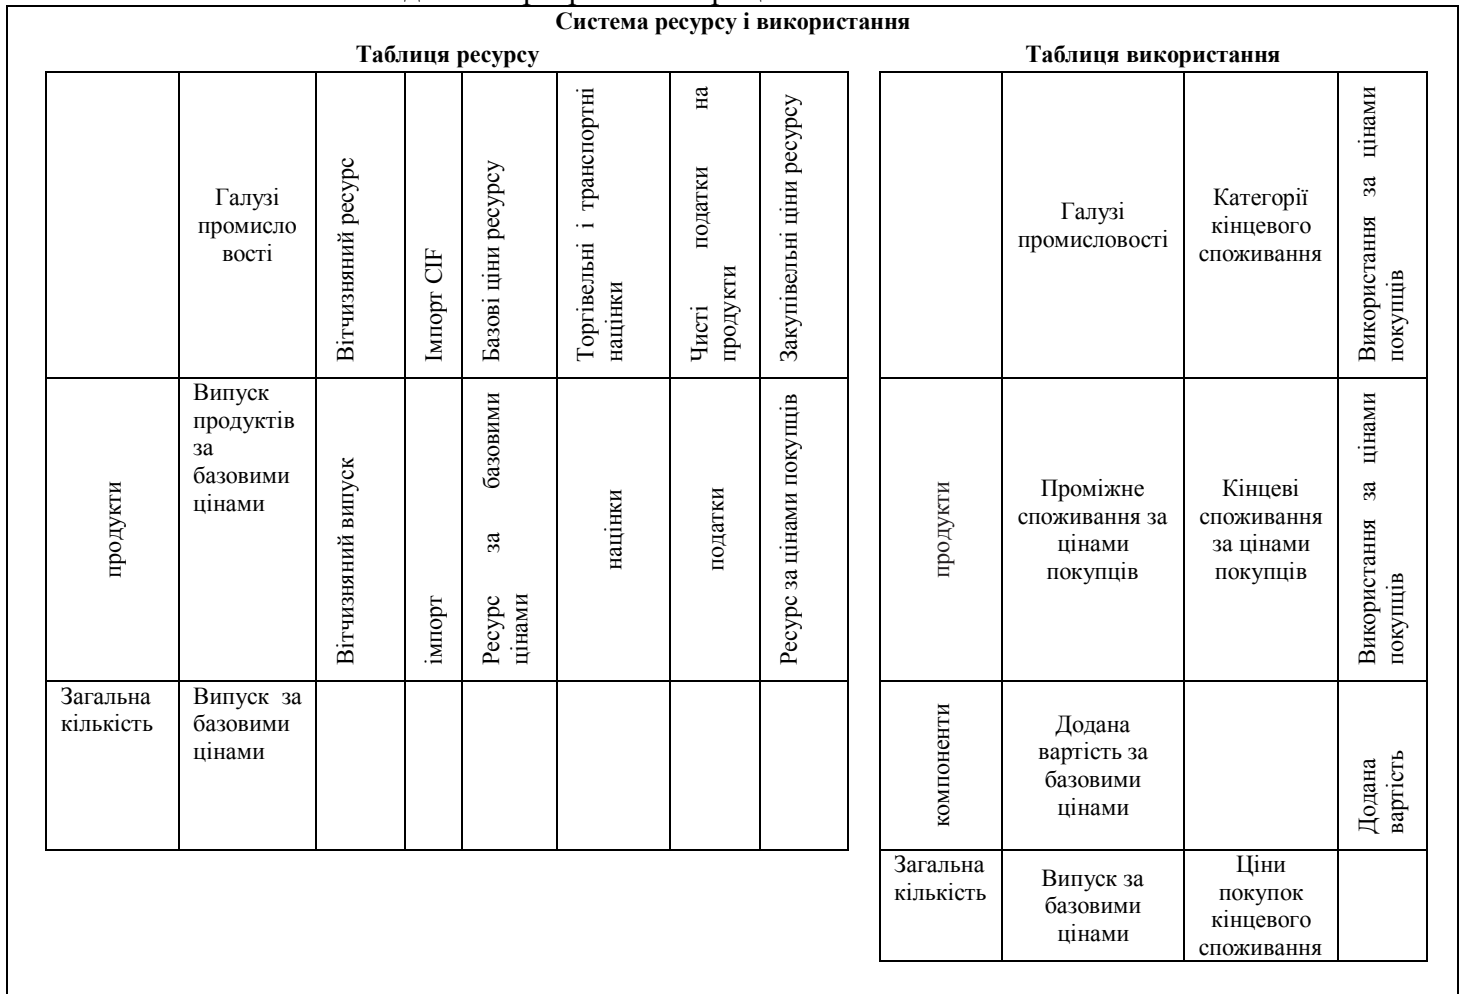 Система ресурсу і використання
Таблиця ресурсу
Галузі
промисло
вості
Вітчизняний ресурс
Імпорт CIF
Базові ціни ресурсу
Торгівельні і транспортні
націнки
Чисті податки на
продукти
Закупівельні ціни ресурсу
продукти
Випуск
продуктів
за
базовими
цінами
Вітчизняний випуск
імпорт
Ресурс за базовими
цінами
націнки
податки
Ресурс за цінами покупців
Загальна
кількість
Випуск за
базовими
цінами
Таблиця використання
Галузі
промисловості
Категорії
кінцевого
споживання
Використання за цінами
покупців
продукти
Проміжне
споживання за
цінами
покупців
Кінцеві
споживання
за цінами
покупців
Використання за цінами
покупців
компоненти
Додана
вартість за
базовими
цінами
Додана
вартість
Загальна
кількість
Випуск за
базовими
цінами
Ціни
покупок
кінцевого
споживання